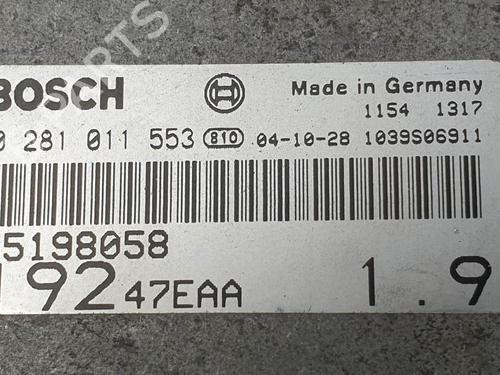 BOSCH
Made in Germany
1154 1317
0 281 011 553 810 04-10-28 1039S06911
5198058
192 47EAA 1.9